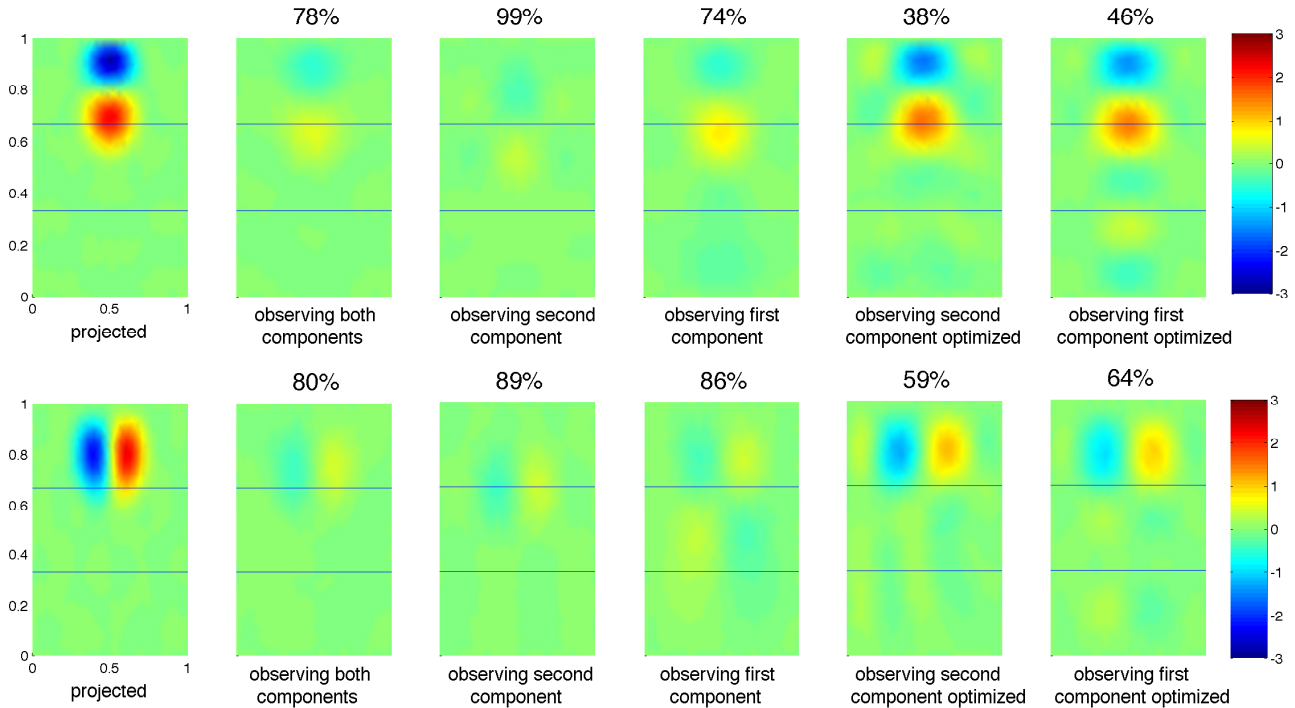 78% 99% 74% 38% 46%
1
0.8
0.6
0.4
0.2
0
0 0.5 1
projected
observing both
components
observing second
component
observing first
component
observing second
component optimized
observing first
component optimized
3
2
1
0
-1
-2
-3
80% 89% 86% 59% 64%
1
0.8
0.6
0.4
0.2
0
0 0.5 1
projected
observing both
components
observing second
component
observing first
component
observing second
component optimized
observing first
component optimized
3
2
1
0
-1
-2
-3